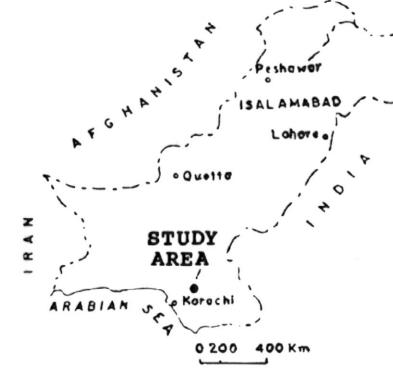 AFGHANISTAN
Peshawar
ISALAMABAD
Lahore
INDIA
Quetta
IRAN
STUDY
AREA
Karachi
ARABIAN SEA
0 200 400 Km